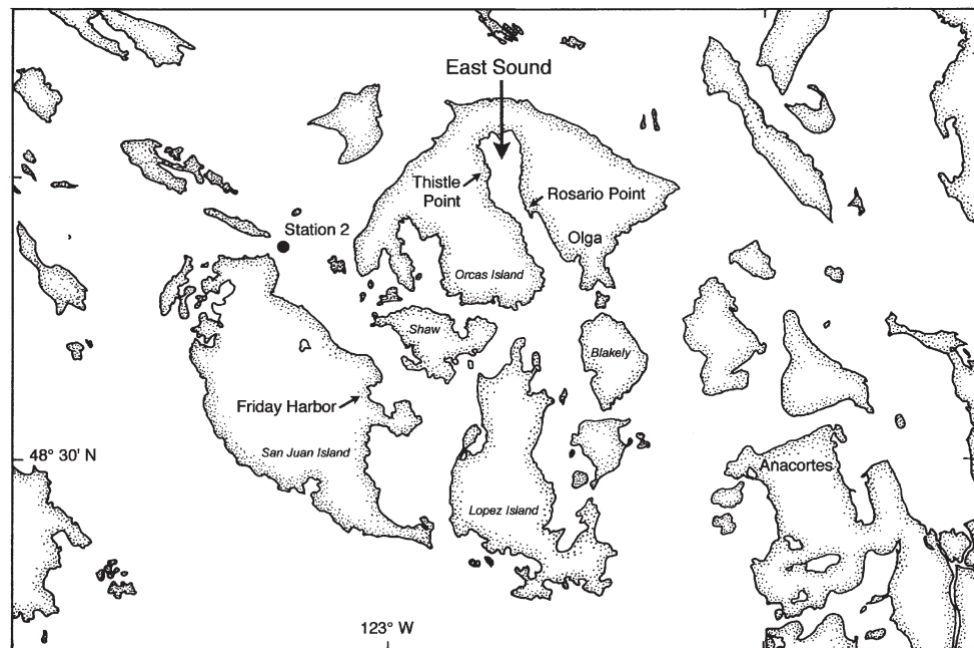 East Sound
Thistle
Point
Rosario Point
Station 2
Olga
Orcas Island
Shaw
Blakely
Friday Harbor
48° 30' N
San Juan Island
Anacortes
Lopez Island
123° W